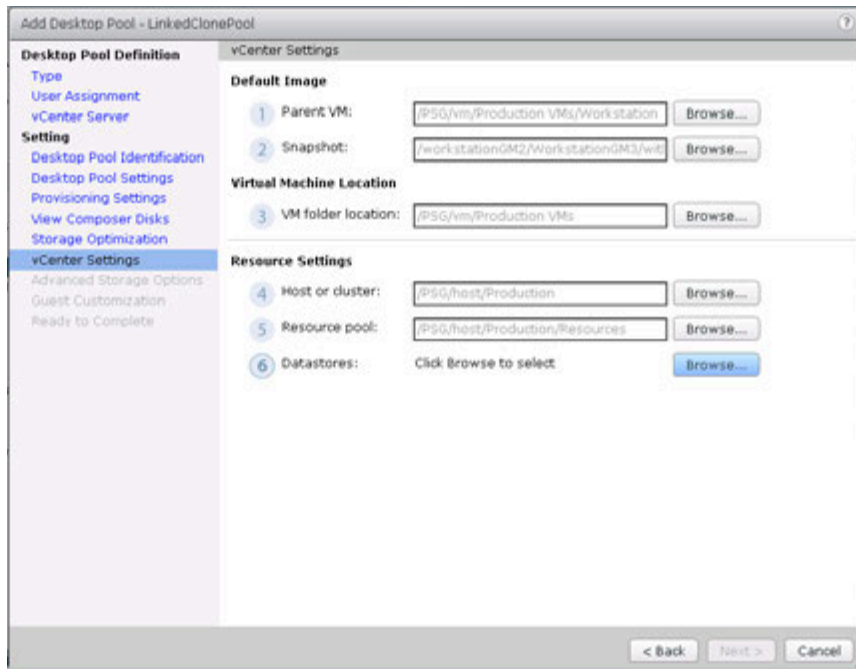 Add Desktop Pool - LinkedClonePool
?
Desktop Pool Definition
Type
User Assignment
vCenter Server
Setting
Desktop Pool Identification
Desktop Pool Settings
Provisioning Settings
View Composer Disks
Storage Optimization
vCenter Settings
Advanced Storage Options
Guest Customization
Ready to Complete
vCenter Settings
Default Image
1 Parent VM: /PSG/vm/Production VMs/Workstation Browse...
2 Snapshot: /workstationGM2/WorkstationGM3/wit Browse...
Virtual Machine Location
3 VM folder location: /PSG/vm/Production VMs Browse...
Resource Settings
4 Host or cluster: /PSG/host/Production Browse...
5 Resource pool: /PSG/host/Production/Resources Browse...
6 Datastores: Click Browse to select Browse...
< Back Next > Cancel